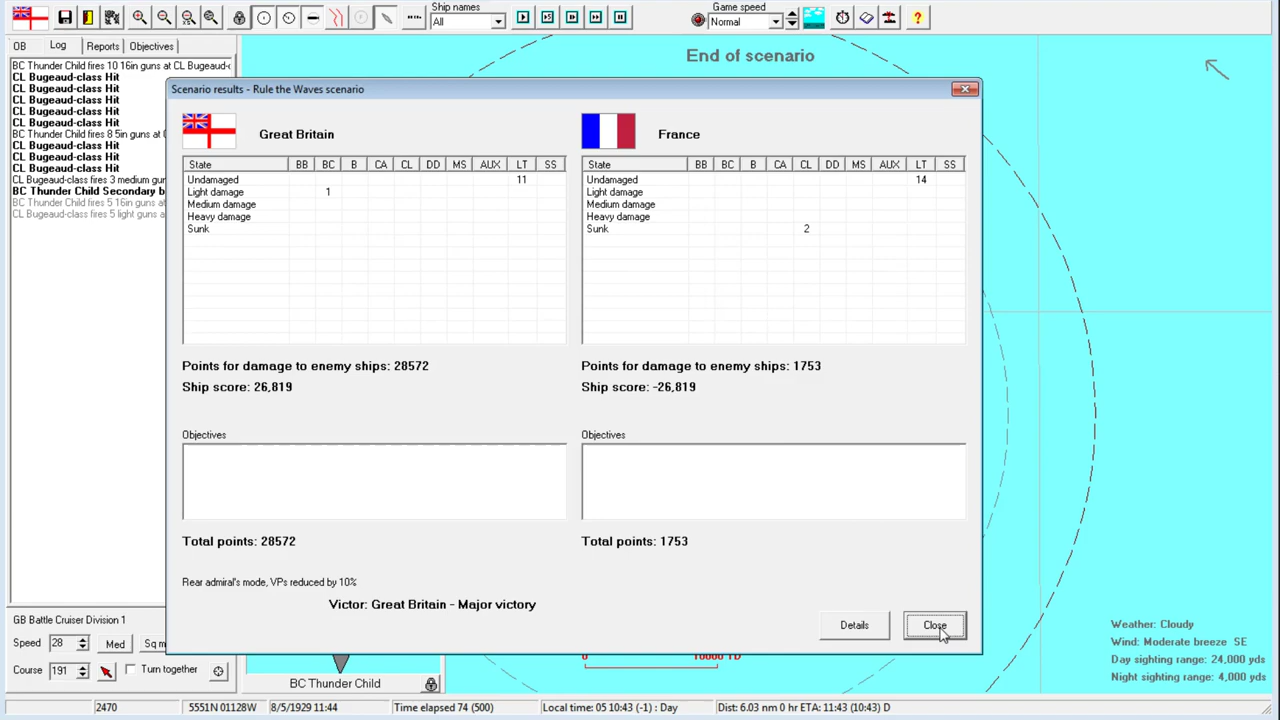 Ship names
All
Game speed
Normal
OB
Log
Reports
Objectives
BC Thunder Child fires 10 16in guns at CL Bugeaud-c
CL Bugeaud-class Hit
CL Bugeaud-class Hit
CL Bugeaud-class Hit
CL Bugeaud-class Hit
CL Bugeaud-class Hit
BC Thunder Child fires 8 5in guns at C
CL Bugeaud-class Hit
CL Bugeaud-class Hit
CL Bugeaud-class Hit
CL Bugeaud-class fires 3 medium gun
BC Thunder Child Secondary b
BC Thunder Child fires 5 16in guns at
CL Bugeaud-class fires 5 light guns a
End of scenario
Scenario results - Rule the Waves scenario
Great Britain
State BB BC B CA CL DD MS AUX LT SS
Undamaged 11
Light damage 1
Medium damage
Heavy damage
Sunk
Points for damage to enemy ships: 28572
Ship score: 26,819
Objectives
Total points: 28572
France
State BB BC B CA CL DD MS AUX LT SS
Undamaged 14
Light damage
Medium damage
Heavy damage
Sunk 2
Points for damage to enemy ships: 1753
Ship score: -26,819
Objectives
Total points: 1753
Rear admiral's mode, VPs reduced by 10%
Victor: Great Britain - Major victory
Details
Close
GB Battle Cruiser Division 1
Speed 28 Med Sq m
Course 191 Turn together
BC Thunder Child
0 10000 YD
Weather: Cloudy
Wind: Moderate breeze SE
Day sighting range: 24,000 yds
Night sighting range: 4,000 yds
2470 5551N 01128W 8/5/1929 11:44 Time elapsed 74 (500) Local time: 05 10:43 (-1) : Day Dist: 6.03 nm 0 hr ETA: 11:43 (10:43) D